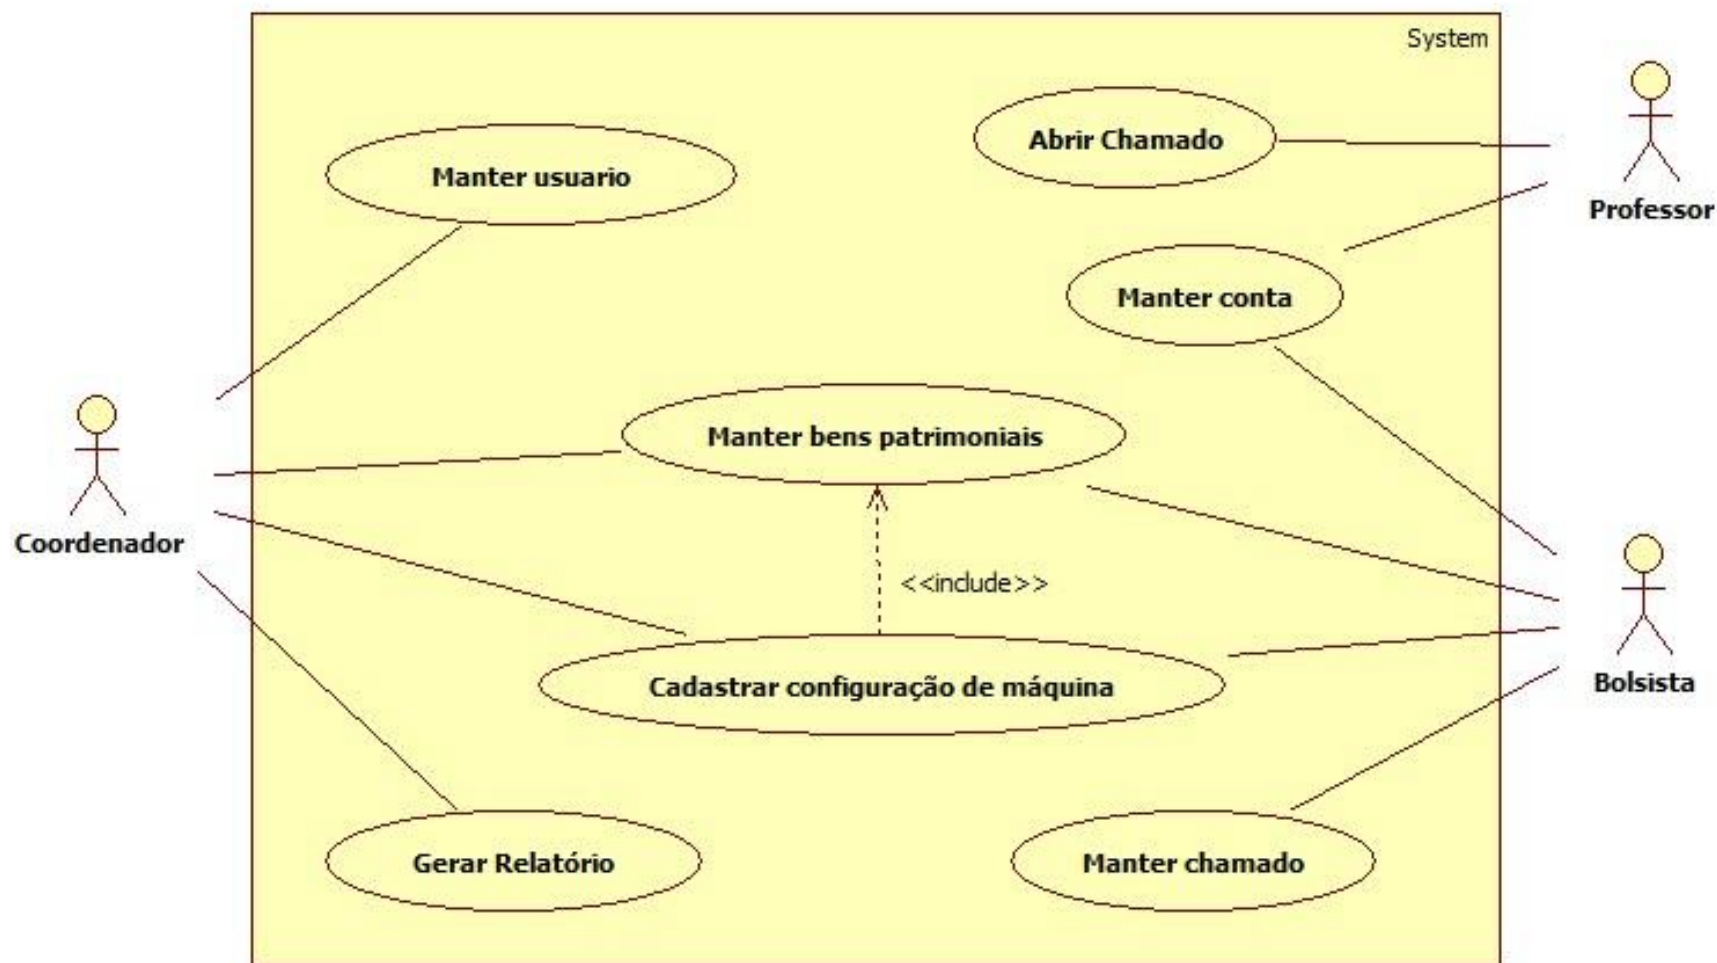 System
Abrir Chamado
Manter usuario
Professor
Manter conta
Manter bens patrimoniais
Coordenador
<<include>>
Cadastrar configuração de máquina
Bolsista
Gerar Relatório
Manter chamado